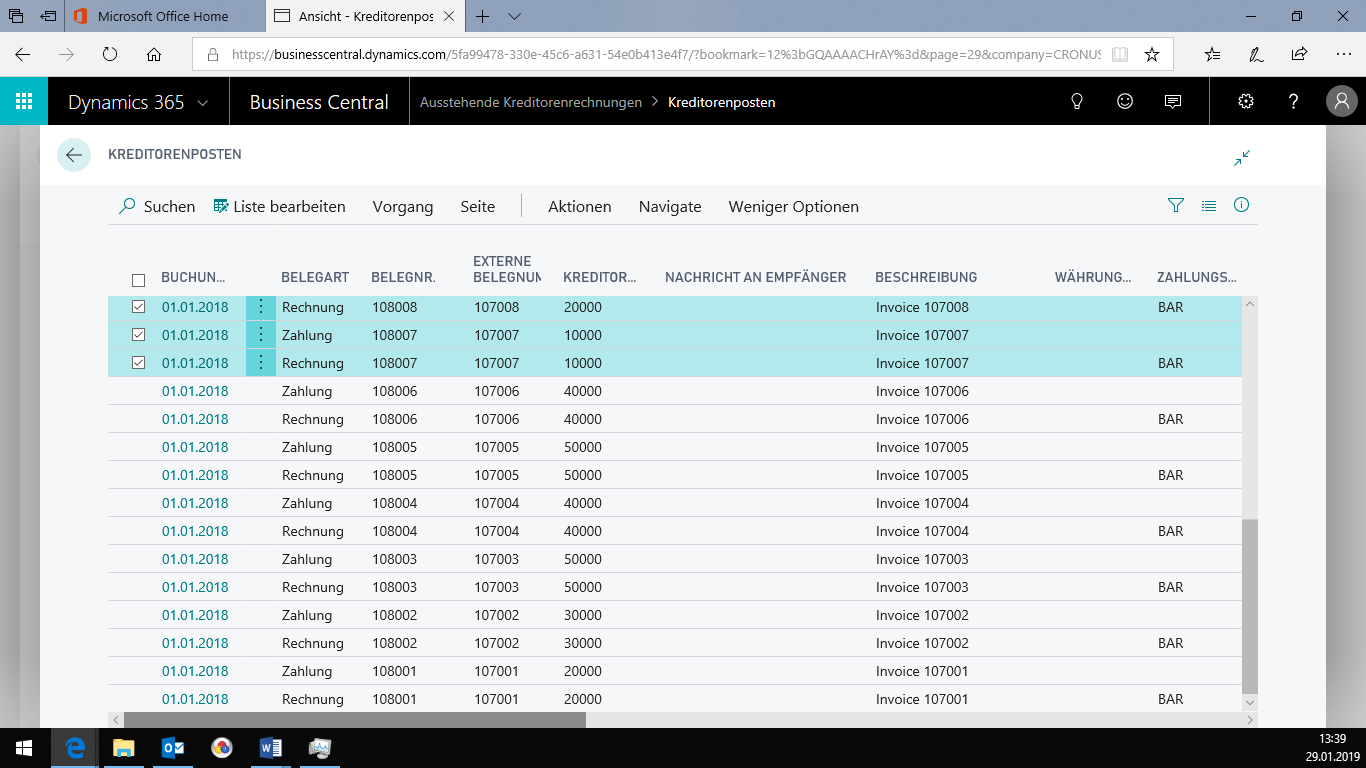 Microsoft Office Home
Ansicht - Kreditorenpos
https://businesscentral.dynamics.com/5fa99478-330e-45c6-a631-54e0b413e4f7/?bookmark=12%3bGQAAAACHrAY%3d&page=29&company=CRONUS
Dynamics 365 Business Central Ausstehende Kreditorenrechnungen > Kreditorenposten ?
KREDITORENPOSTEN
Suchen Liste bearbeiten Vorgang Seite Aktionen Navigate Weniger Optionen
BUCHUN... BELEGART BELEGNR. EXTERNE BELEGNUM KREDITOR... NACHRICHT AN EMPFÄNGER BESCHREIBUNG WÄHRUNG... ZAHLUNGS...
01.01.2018 Rechnung 108008 107008 20000 Invoice 107008 BAR
01.01.2018 Zahlung 108007 107007 10000 Invoice 107007
01.01.2018 Rechnung 108007 107007 10000 Invoice 107007 BAR
01.01.2018 Zahlung 108006 107006 40000 Invoice 107006
01.01.2018 Rechnung 108006 107006 40000 Invoice 107006 BAR
01.01.2018 Zahlung 108005 107005 50000 Invoice 107005
01.01.2018 Rechnung 108005 107005 50000 Invoice 107005 BAR
01.01.2018 Zahlung 108004 107004 40000 Invoice 107004
01.01.2018 Rechnung 108004 107004 40000 Invoice 107004 BAR
01.01.2018 Zahlung 108003 107003 50000 Invoice 107003
01.01.2018 Rechnung 108003 107003 50000 Invoice 107003 BAR
01.01.2018 Zahlung 108002 107002 30000 Invoice 107002
01.01.2018 Rechnung 108002 107002 30000 Invoice 107002 BAR
01.01.2018 Zahlung 108001 107001 20000 Invoice 107001
01.01.2018 Rechnung 108001 107001 20000 Invoice 107001 BAR
13:39
29.01.2019